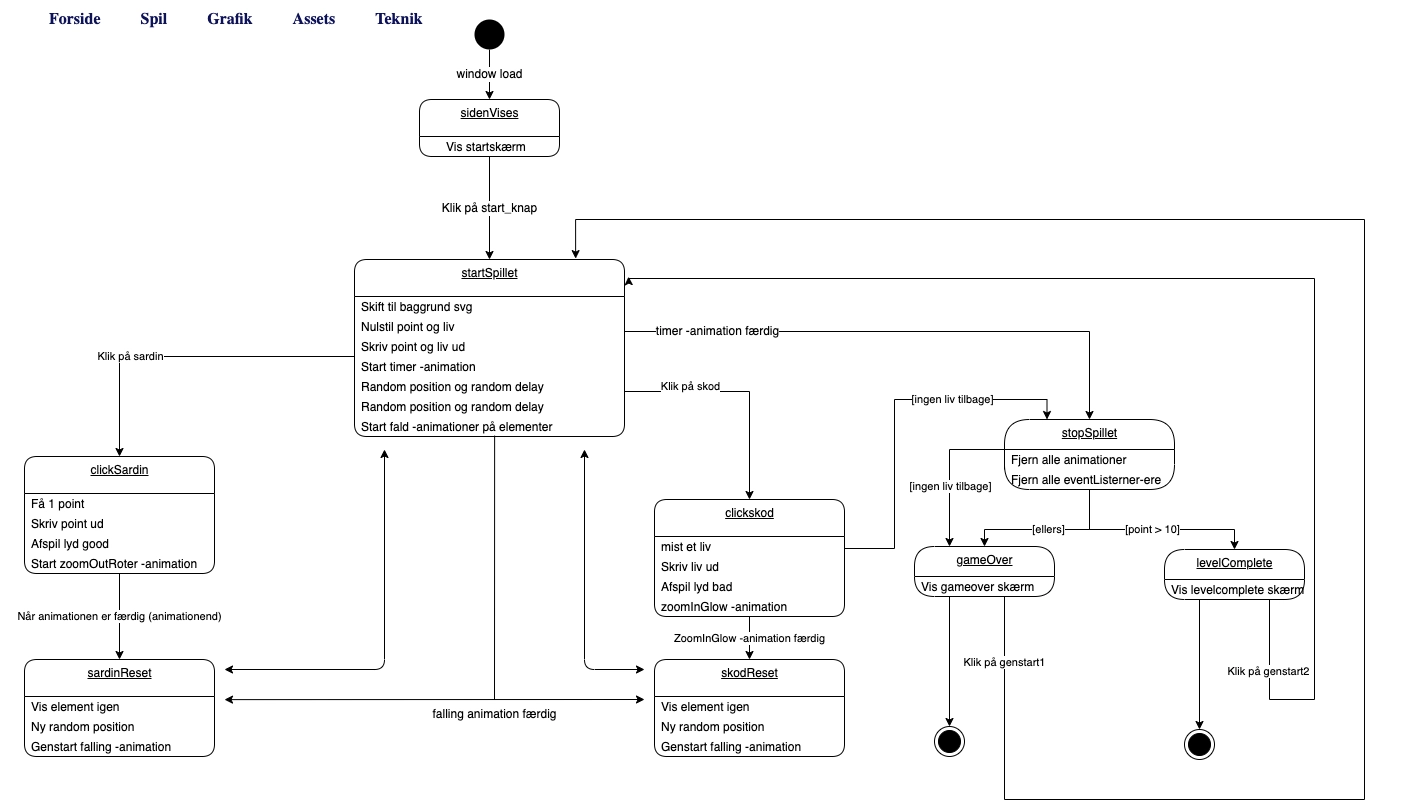 Forside Spil Grafik Assets Teknik
window load
sidenVises
Vis startskærm
Klik på start_knap
startSpillet
Skift til baggrund svg
Nulstil point og liv
Skriv point og liv ud
Start timer -animation
Random position og random delay
Random position og random delay
Start fald -animationer på elementer
timer -animation færdig
Klik på sardin
Klik på skod
[ingen liv tilbage]
stopSpillet
Fjern alle animationer
Fjern alle eventListerner-ere
clickSardin
Få 1 point
Skriv point ud
Afspil lyd good
Start zoomOutRoter -animation
clickskod
mist et liv
Skriv liv ud
Afspil lyd bad
zoomInGlow -animation
[ingen liv tilbage]
[ellers]
[point > 10]
gameOver
Vis gameover skærm
levelComplete
Vis levelcomplete skærm
Når animationen er færdig (animationend)
ZoomInGlow -animation færdig
sardinReset
Vis element igen
Ny random position
Genstart falling -animation
falling animation færdig
skodReset
Vis element igen
Ny random position
Genstart falling -animation
Klik på genstart1
Klik på genstart2